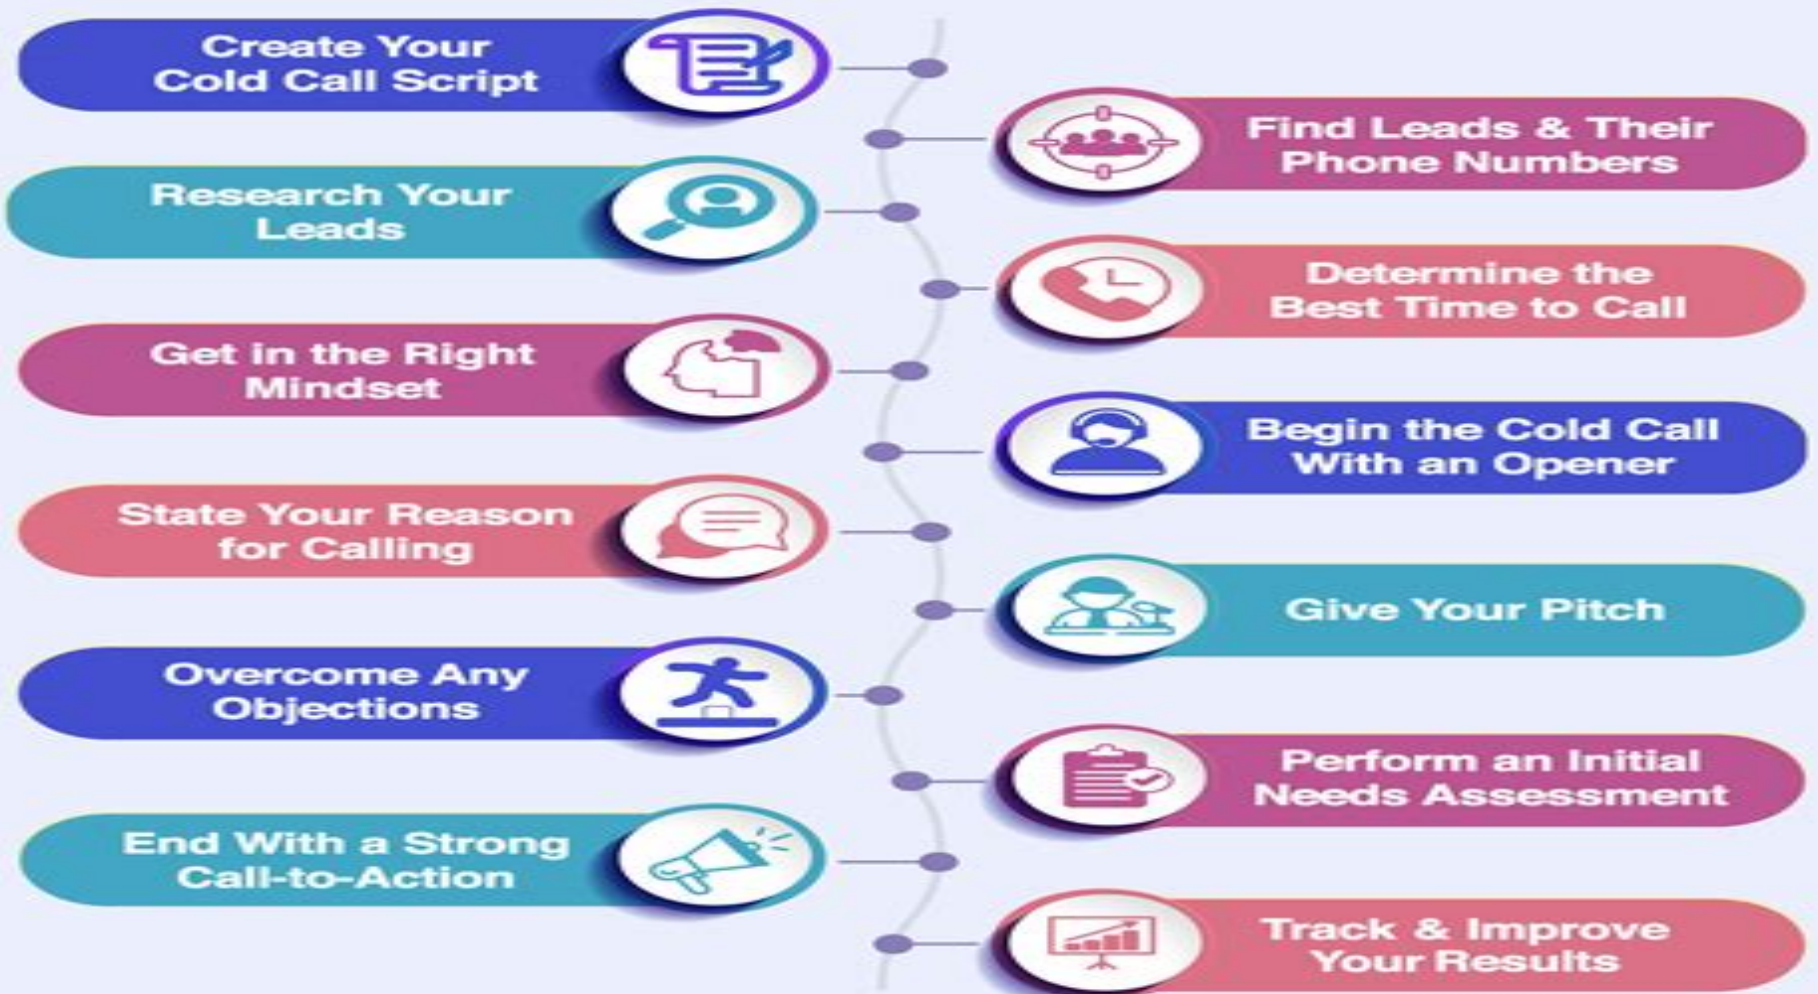 Create Your
Cold Call Script
Find Leads & Their
Phone Numbers
Research Your
Leads
Determine the
Best Time to Call
Get in the Right
Mindset
Begin the Cold Call
With an Opener
State Your Reason
for Calling
Give Your Pitch
Overcome Any
Objections
Perform an Initial
Needs Assessment
End With a Strong
Call-to-Action
Track & Improve
Your Results